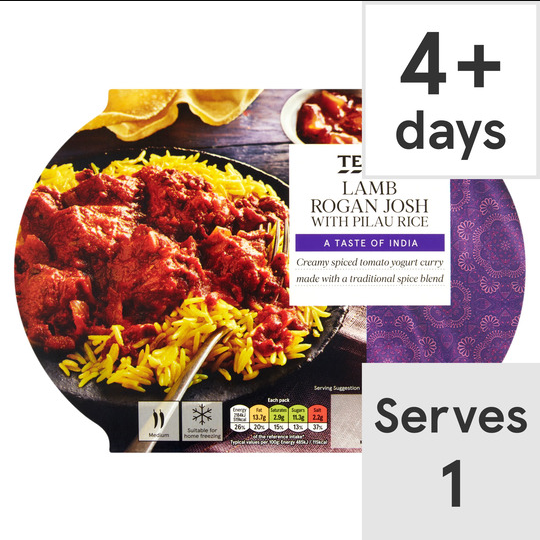 4+
days
TE
LAMB
ROGAN JOSH
WITH PILAU RICE
A TASTE OF INDIA
Creamy spiced tomato yogurt curry
made with a traditional spice blend
Serving Suggestion
Medium
Suitable for
home freezing
Each pack
Energy Fat Saturates Sugars Salt
13.7g 2.9g 11.3g 2.2g
26% 20% 15% 13% 37%
of the reference intake*
Typical values per 100g: Energy 485kJ / 115kcal
Serves
1